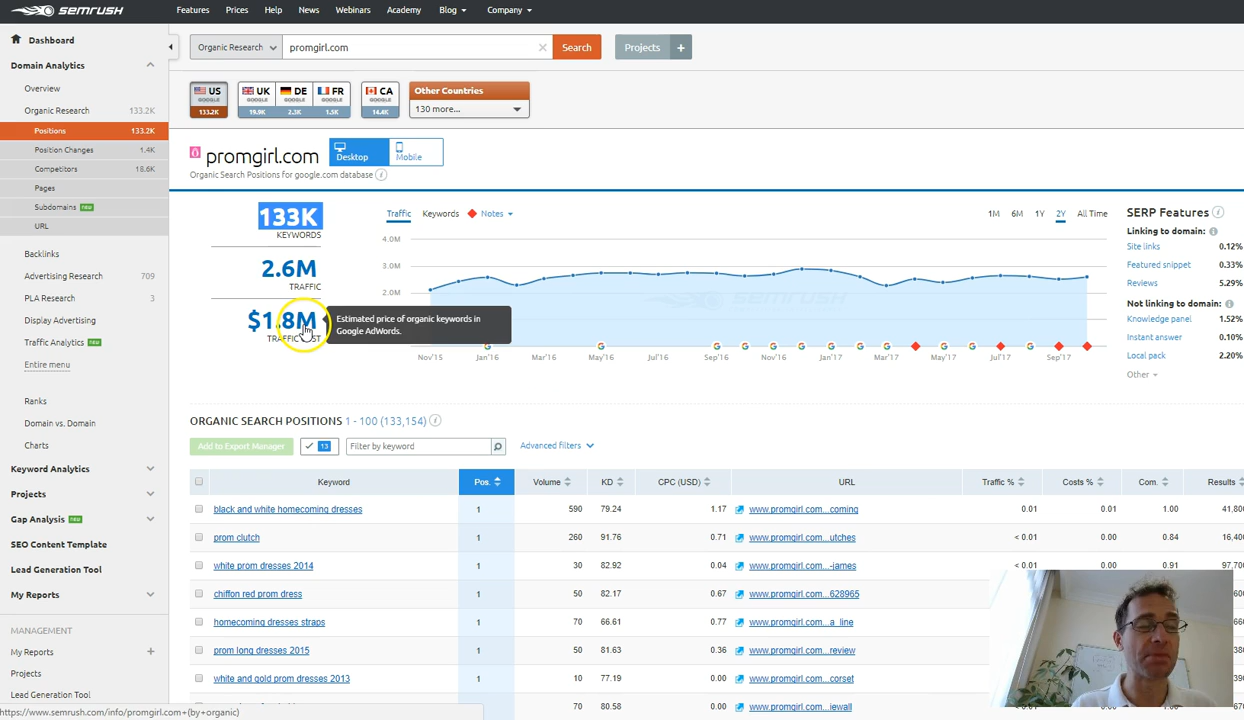 SEMRUSH
Features Prices Help News Webinars Academy Blog Company
Dashboard
Domain Analytics
Overview
Organic Research 133.2K
Positions 133.2K
Position Changes 1.4K
Competitors 18.6K
Pages
Subdomains new
URL
Backlinks
Advertising Research 709
PLA Research 3
Display Advertising
Traffic Analytics new
Entire menu
Ranks
Domain vs. Domain
Charts
Keyword Analytics
Projects
Gap Analysis new
SEO Content Template
Lead Generation Tool
My Reports
MANAGEMENT
My Reports +
Projects
Lead Generation Tool
https://www.semrush.com/info/promgirl.com+(by+organic)
Organic Research promgirl.com × Search Projects +
US UK DE FR CA Other Countries
GOOGLE GOOGLE GOOGLE GOOGLE GOOGLE
133.2K 19.9K 2.3K 1.5K 14.4K 130 more...
promgirl.com Desktop Mobile
Organic Search Positions for google.com database i
133K
KEYWORDS
2.6M
TRAFFIC
$1.8M
TRAFFIC COST
Estimated price of organic keywords in
Google AdWords.
Traffic Keywords Notes 1M 6M 1Y 2Y All Time
4.0M
3.0M
2.0M
SEMRUSH
Nov'15 Jan'16 Mar'16 May'16 Jul'16 Sep'16 Nov'16 Jan'17 Mar'17 May'17 Jul'17 Sep'17
SERP Features i
Linking to domain: i
Site links 0.12%
Featured snippet 0.33%
Reviews 5.29%
Not linking to domain: i
Knowledge panel 1.52%
Instant answer 0.10%
Local pack 2.20%
Other
ORGANIC SEARCH POSITIONS 1 - 100 (133,154) i
Add to Export Manager 13 Filter by keyword Advanced filters
Keyword Pos. Volume KD CPC (USD) URL Traffic % Costs % Com. Results
black and white homecoming dresses 1 590 79.24 1.17 www.promgirl.com...coming 0.01 0.01 1.00 41,80
prom clutch 1 260 91.76 0.71 www.promgirl.com...utches < 0.01 0.00 0.84 16,40
white prom dresses 2014 1 30 82.92 0.04 www.promgirl.com...-james < 0.01 0.00 0.91 97,70
chiffon red prom dress 1 50 82.17 0.67 www.promgirl.com...628965
homecoming dresses straps 1 70 66.61 0.77 www.promgirl.com...a_line
prom long dresses 2015 1 50 81.63 0.36 www.promgirl.com...review
white and gold prom dresses 2013 1 10 77.19 0.00 www.promgirl.com...corset
70 80.58 0.00 www.promgirl.com...iewall